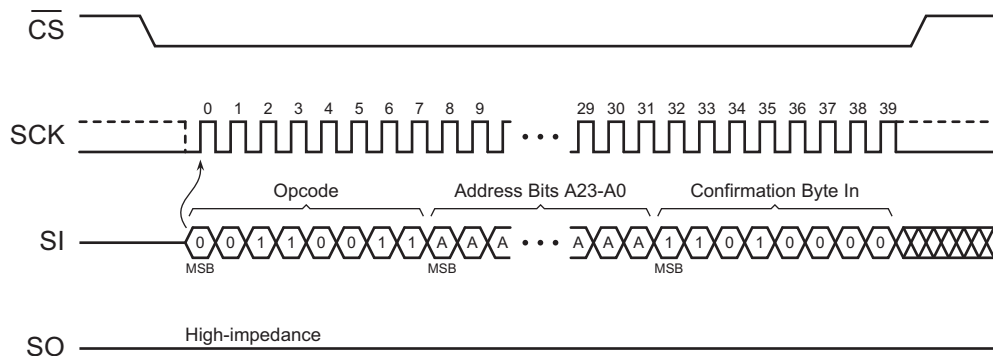 CS
0 1 2 3 4 5 6 7 8 9 29 30 31 32 33 34 35 36 37 38 39
SCK
Opcode Address Bits A23-A0 Confirmation Byte In
SI 0 0 1 1 0 0 1 1 A A A A A A 1 1 0 1 0 0 0 0
MSB MSB MSB
High-impedance
SO